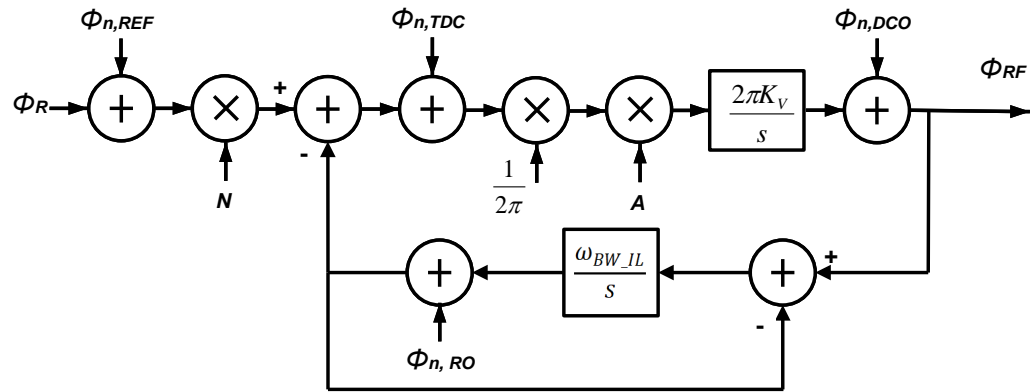 Φn,REF
Φn,TDC
Φn,DCO
ΦRF
ΦR
+
+
+
×
×
2πKV
s
+
-
+
N
1
2π
A
+
ωBW_IL
s
+
+
-
Φn, RO